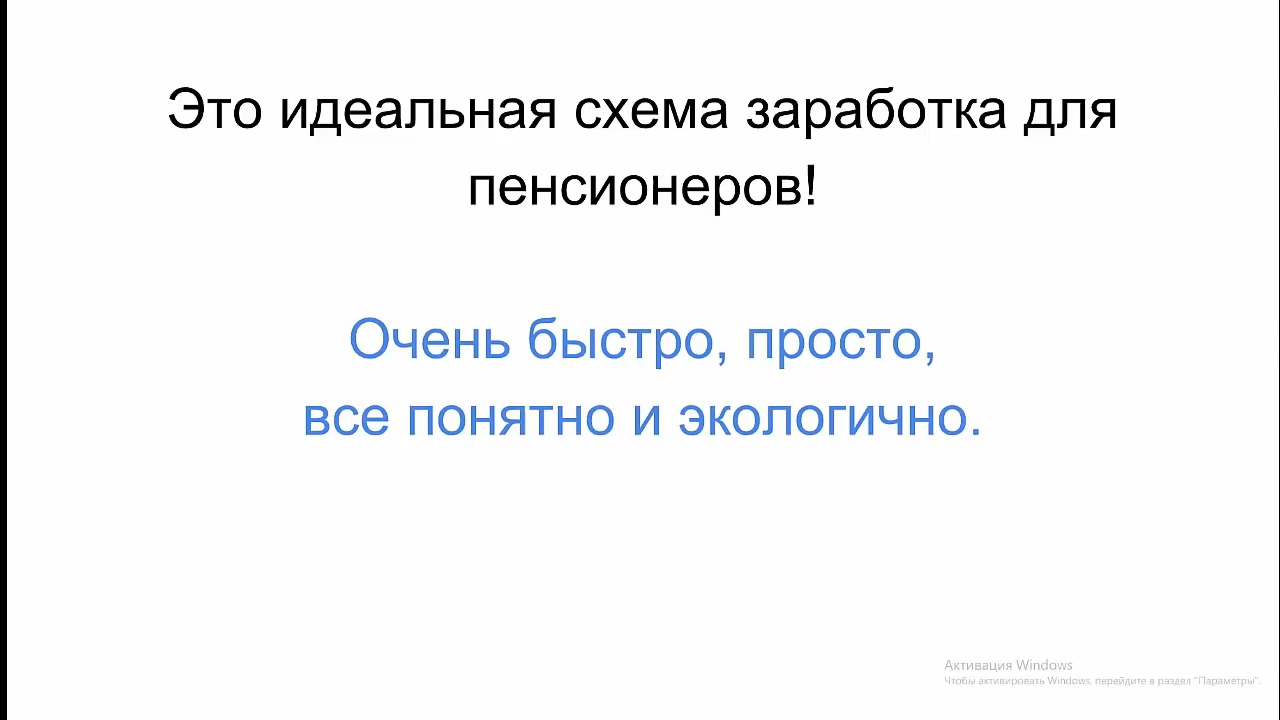 Это идеальная схема заработка для
пенсионеров!
Очень быстро, просто,
все понятно и экологично.
Активация Windows
Чтобы активировать Windows, перейдите в раздел "Параметры".